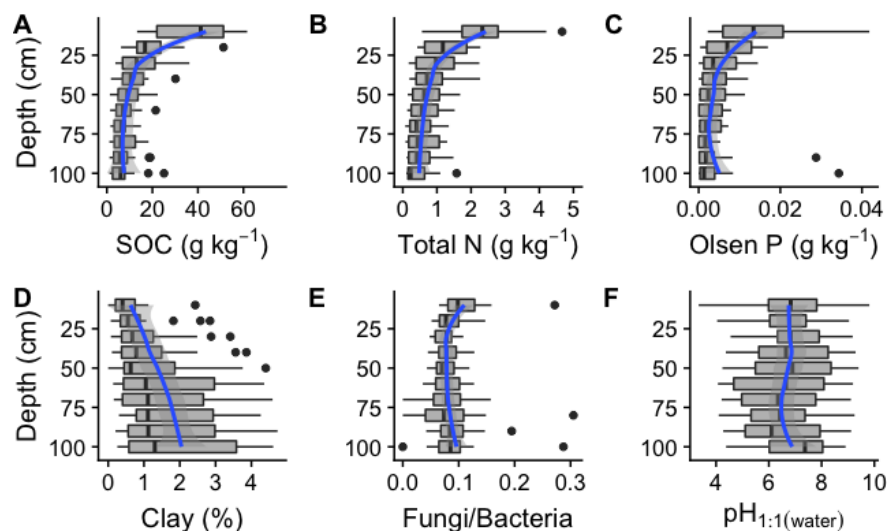 A
B
C
Depth (cm)
25
50
75
100
25
50
75
100
25
50
75
100
0 20 40 60
0 1 2 3 4 5
0.00 0.02 0.04
SOC (g kg⁻¹)
Total N (g kg⁻¹)
Olsen P (g kg⁻¹)
D
E
F
Depth (cm)
25
50
75
100
25
50
75
100
25
50
75
100
0 1 2 3 4
0.0 0.1 0.2 0.3
4 6 8 10
Clay (%)
Fungi/Bacteria
pH1:1(water)